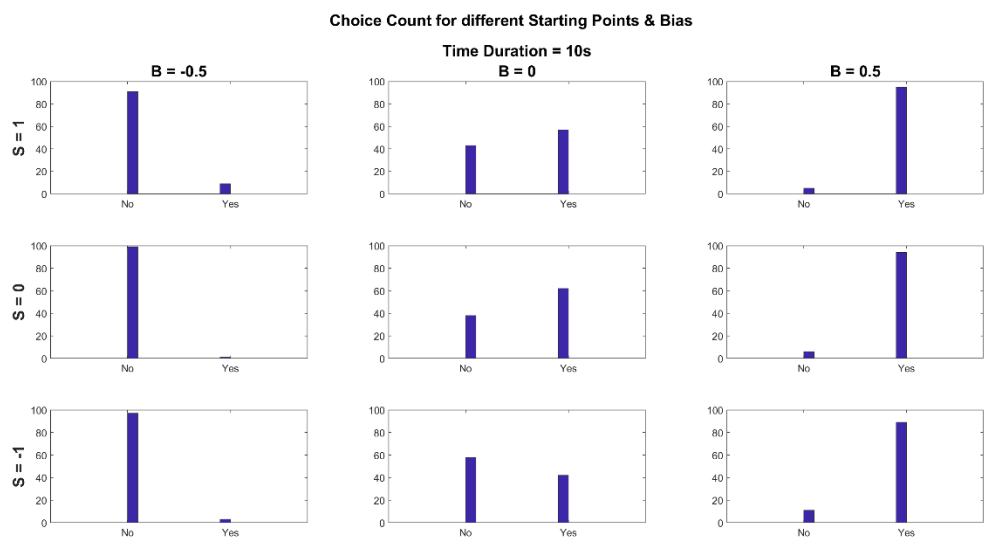 Choice Count for different Starting Points & Bias
Time Duration = 10s
B = -0.5
B = 0
B = 0.5
S = 1
100
80
60
40
20
0
No
Yes
100
80
60
40
20
0
No
Yes
100
80
60
40
20
0
No
Yes
S = 0
100
80
60
40
20
0
No
Yes
100
80
60
40
20
0
No
Yes
100
80
60
40
20
0
No
Yes
S = -1
100
80
60
40
20
0
No
Yes
100
80
60
40
20
0
No
Yes
100
80
60
40
20
0
No
Yes